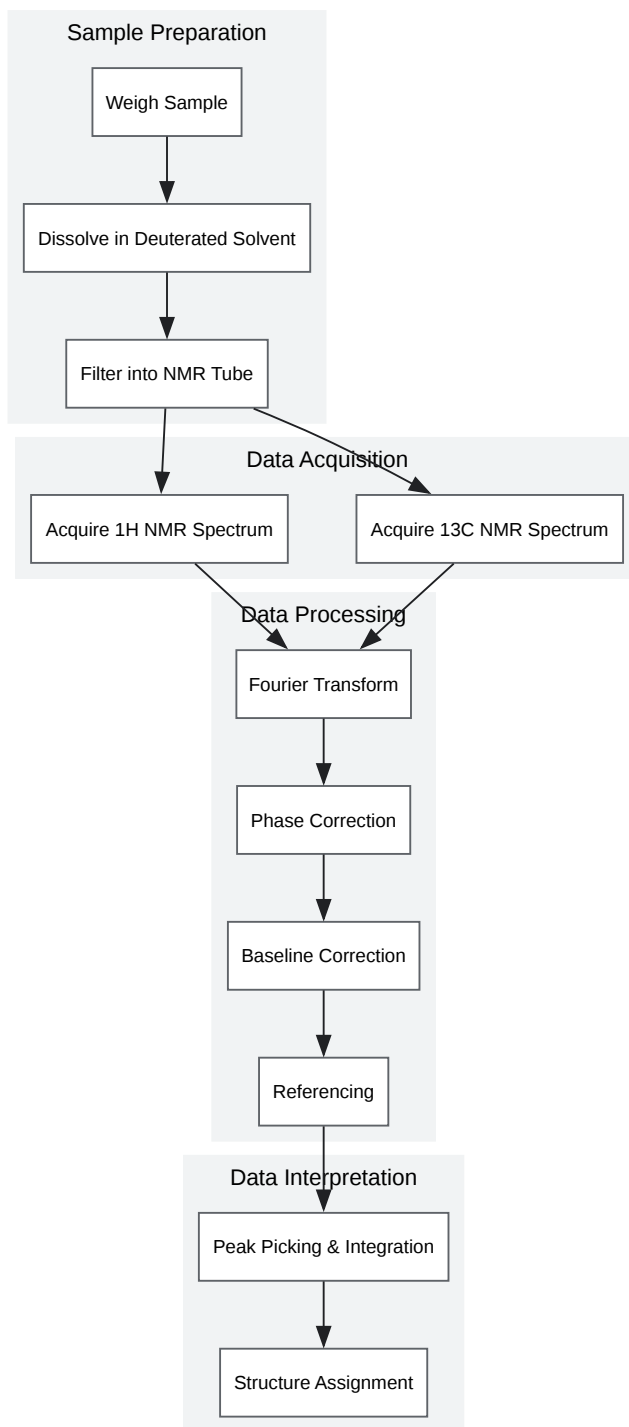 Sample Preparation
Weigh Sample
Dissolve in Deuterated Solvent
Filter into NMR Tube
Data Acquisition
Acquire 1H NMR Spectrum
Acquire 13C NMR Spectrum
Data Processing
Fourier Transform
Phase Correction
Baseline Correction
Referencing
Data Interpretation
Peak Picking & Integration
Structure Assignment